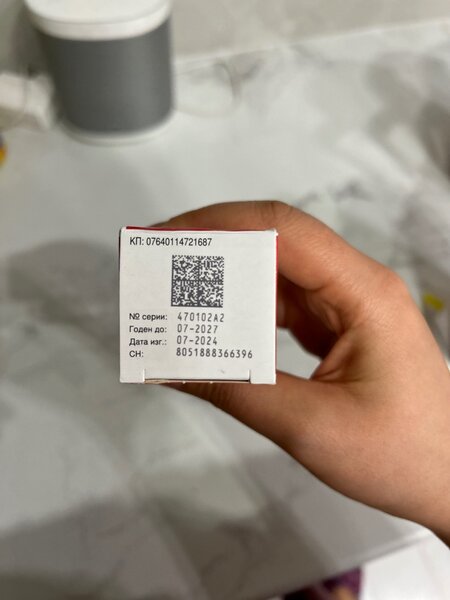 КП: 07640114721687
№ серии: 470102A2
Годен до: 07-2027
Дата изг.: 07-2024
СН: 8051888366396